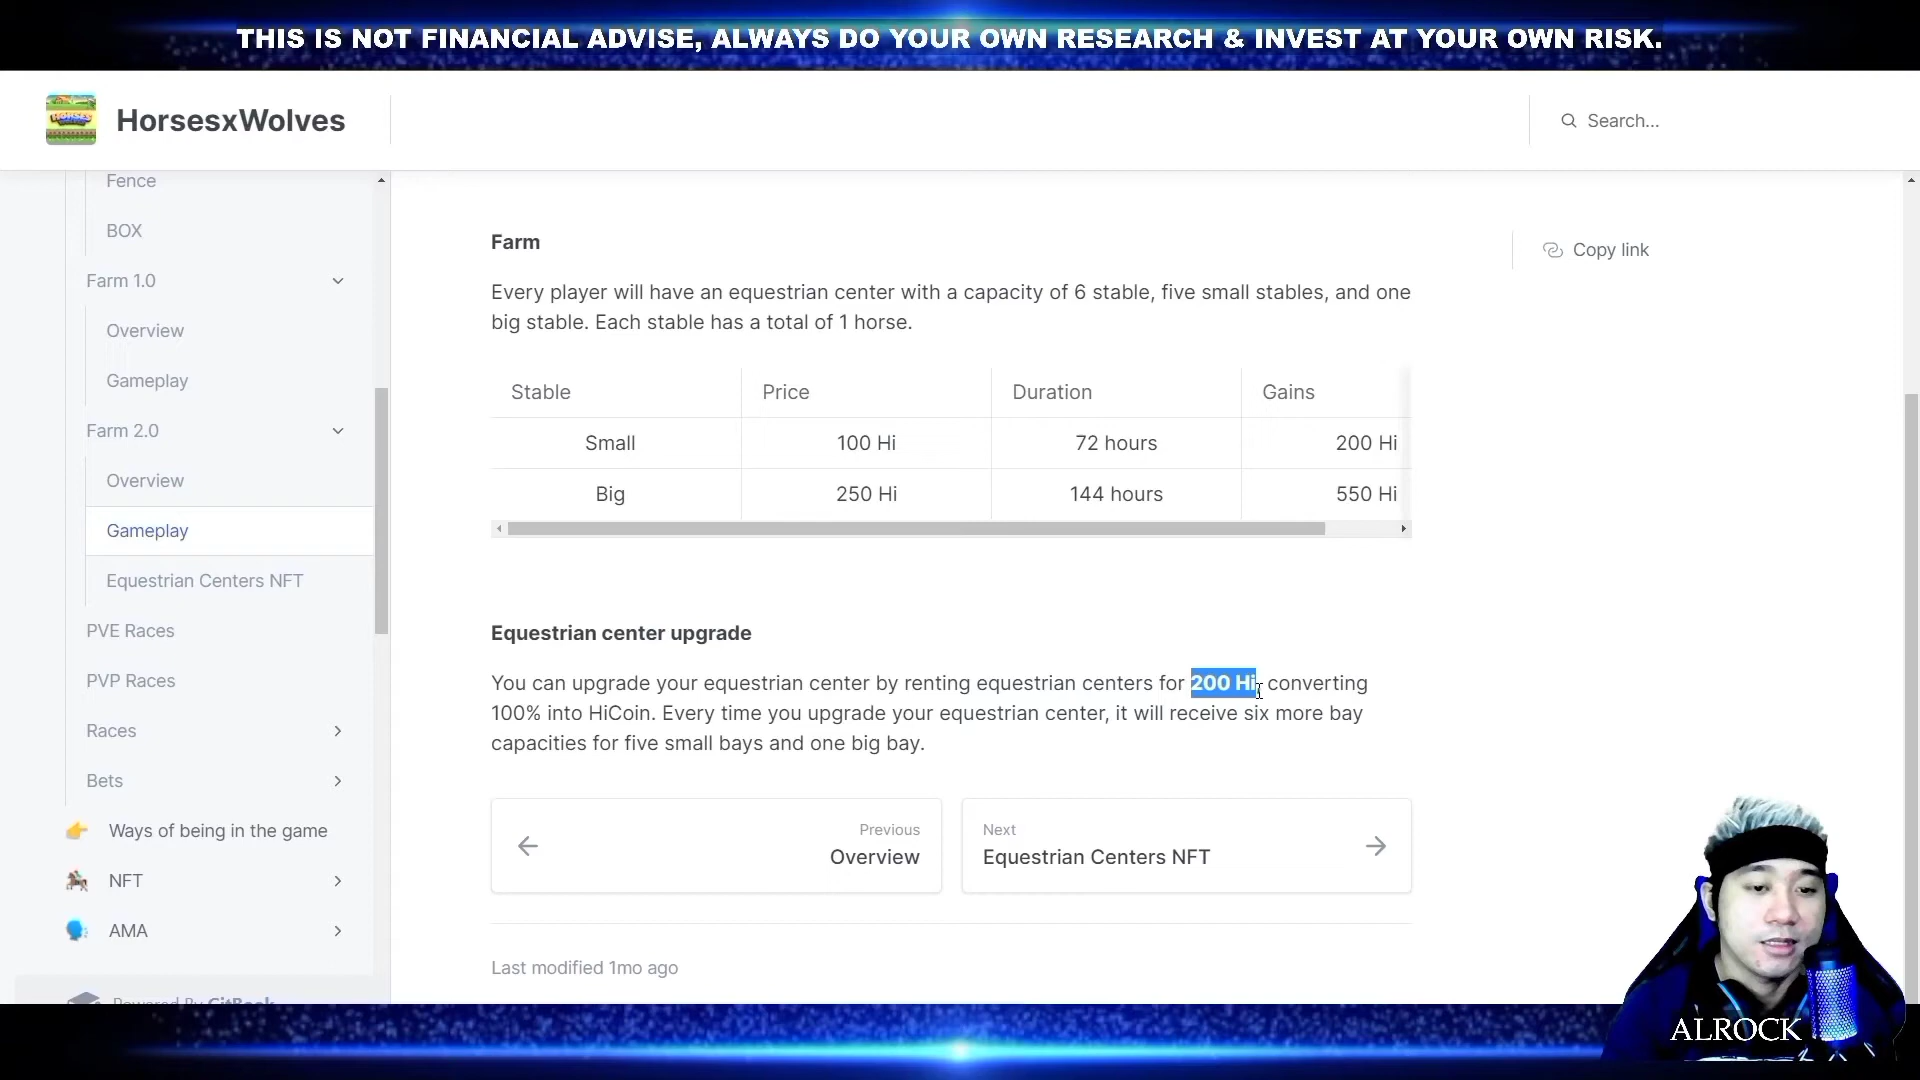 THIS IS NOT FINANCIAL ADVISE, ALWAYS DO YOUR OWN RESEARCH & INVEST AT YOUR OWN RISK.
HorsesxWolves
Search...
Fence
BOX
Farm 1.0
Overview
Gameplay
Farm 2.0
Overview
Gameplay
Equestrian Centers NFT
PVE Races
PVP Races
Races
Bets
Ways of being in the game
NFT
AMA
Powered By GitBook
Farm
Every player will have an equestrian center with a capacity of 6 stable, five small stables, and one
big stable. Each stable has a total of 1 horse.
Stable Price Duration Gains
Small 100 Hi 72 hours 200 Hi
Big 250 Hi 144 hours 550 Hi
Equestrian center upgrade
You can upgrade your equestrian center by renting equestrian centers for 200 Hi, converting
100% into HiCoin. Every time you upgrade your equestrian center, it will receive six more bay
capacities for five small bays and one big bay.
Previous
Overview
Next
Equestrian Centers NFT
Last modified 1mo ago
Copy link
ALROCK